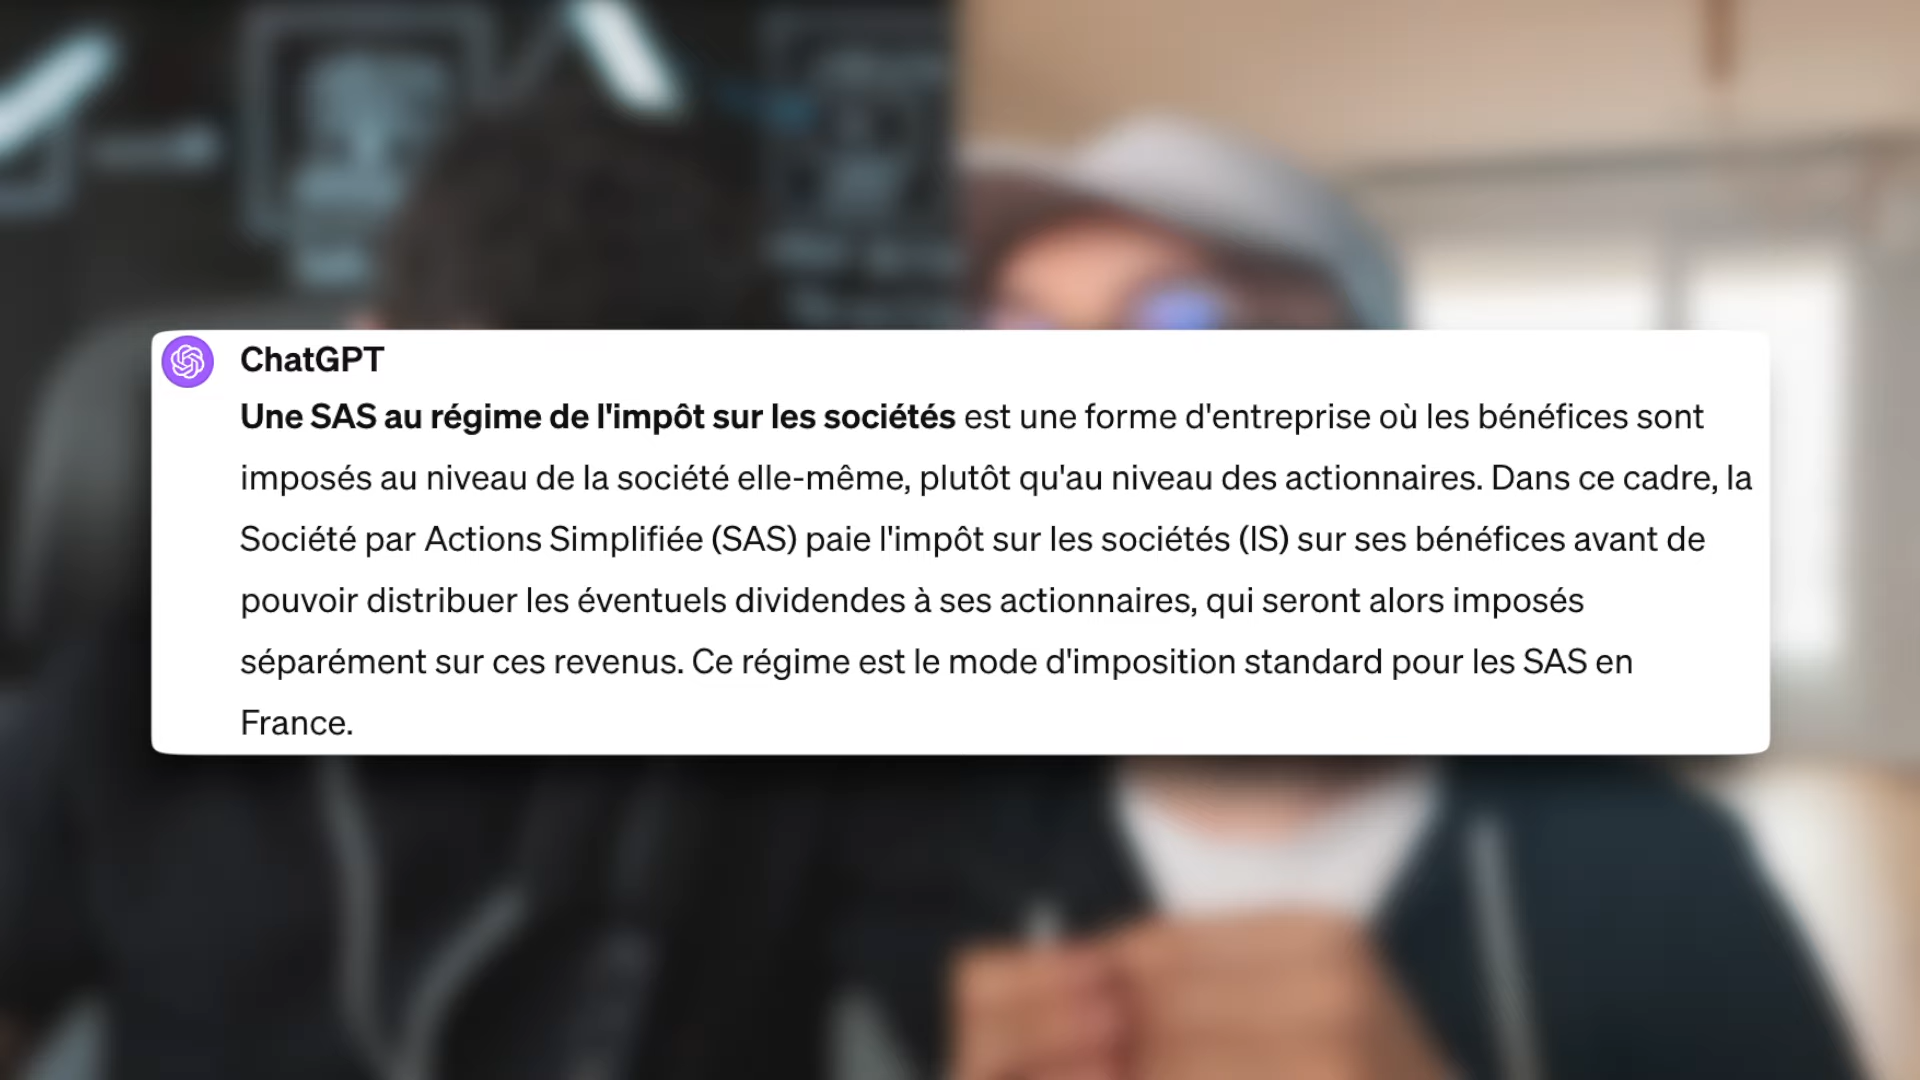 ChatGPT
Une SAS au régime de l'impôt sur les sociétés est une forme d'entreprise où les bénéfices sont
imposés au niveau de la société elle-même, plutôt qu'au niveau des actionnaires. Dans ce cadre, la
Société par Actions Simplifiée (SAS) paie l'impôt sur les sociétés (IS) sur ses bénéfices avant de
pouvoir distribuer les éventuels dividendes à ses actionnaires, qui seront alors imposés
séparément sur ces revenus. Ce régime est le mode d'imposition standard pour les SAS en
France.